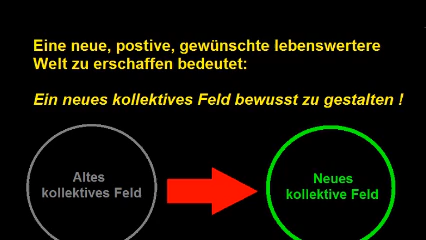 Eine neue, postive, gewünschte lebenswertere
Welt zu erschaffen bedeutet:
Ein neues kollektives Feld bewusst zu gestalten !
Altes
kollektives Feld
Neues
kollektive Feld